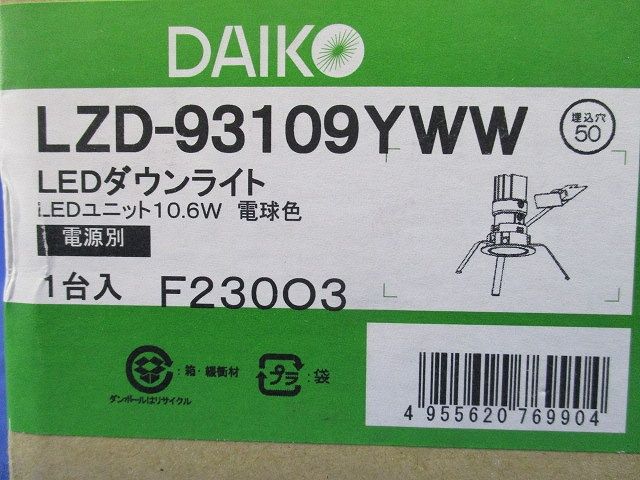 DAIKO
LZD-93109YWW
埋込穴
50
LEDダウンライト
LEDユニット10.6W 電球色
電源別
1台入 F23003
:箱・緩衝材
プラ
:袋
ダンボールはリサイクル
4 955620 769904